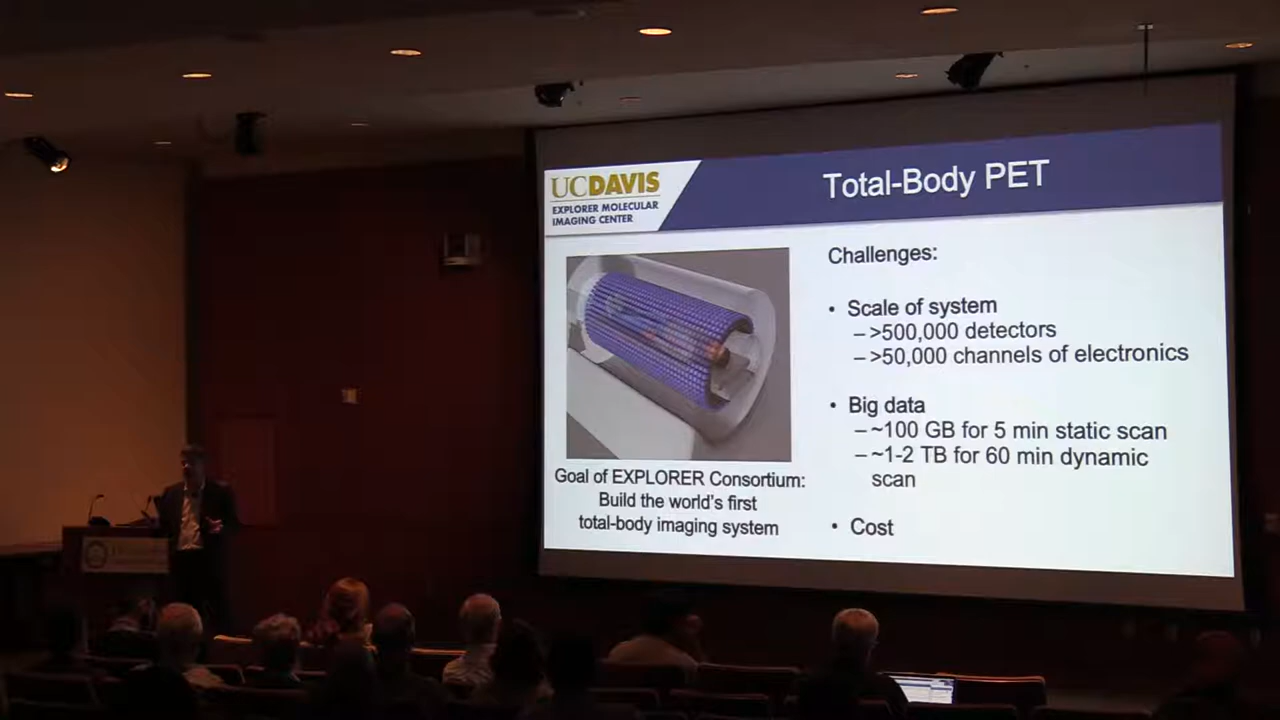 UCDAVIS
EXPLORER MOLECULAR
IMAGING CENTER
Total-Body PET
Challenges:
• Scale of system
– >500,000 detectors
– >50,000 channels of electronics
• Big data
– ~100 GB for 5 min static scan
– ~1-2 TB for 60 min dynamic
scan
• Cost
Goal of EXPLORER Consortium:
Build the world's first
total-body imaging system